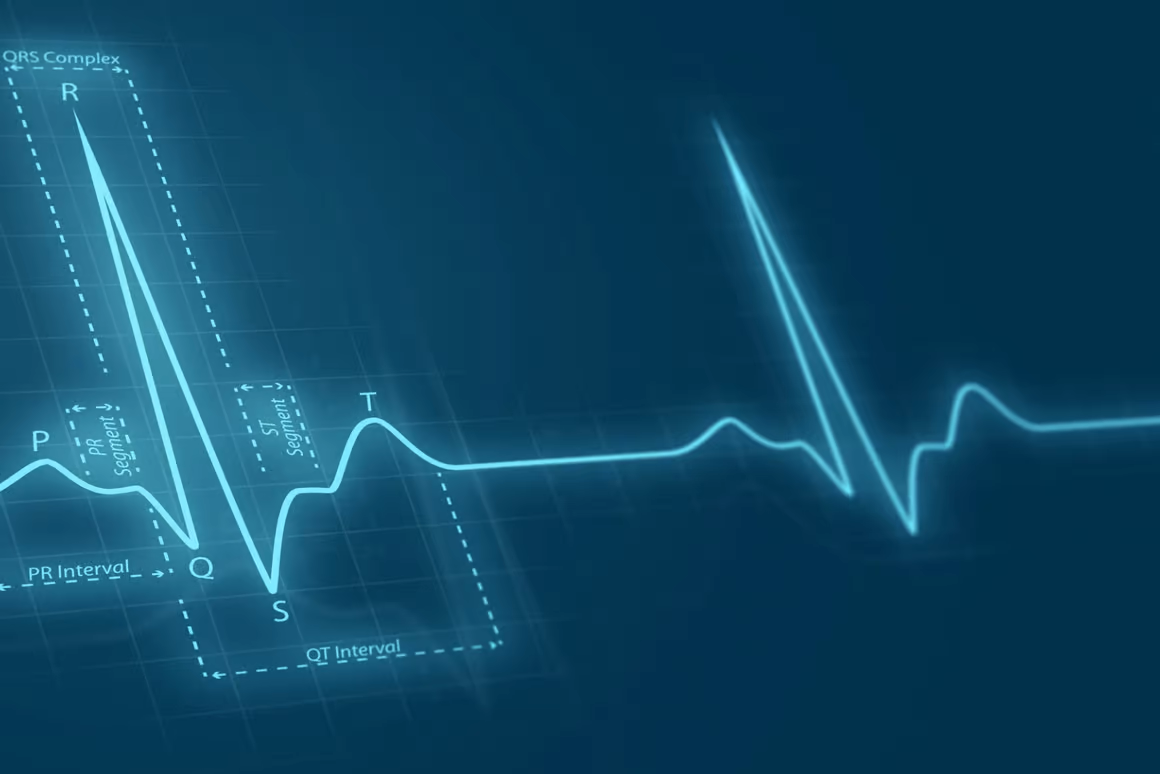 QRS Complex
R
P
PR
Segment
ST
Segment
T
PR Interval
Q
S
QT Interval